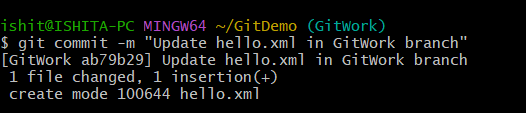 ishit@ISHITA-PC MINGW64 ~/GitDemo (GitWork)
$ git commit -m "Update hello.xml in GitWork branch"
[GitWork ab79b29] Update hello.xml in GitWork branch
 1 file changed, 1 insertion(+)
 create mode 100644 hello.xml